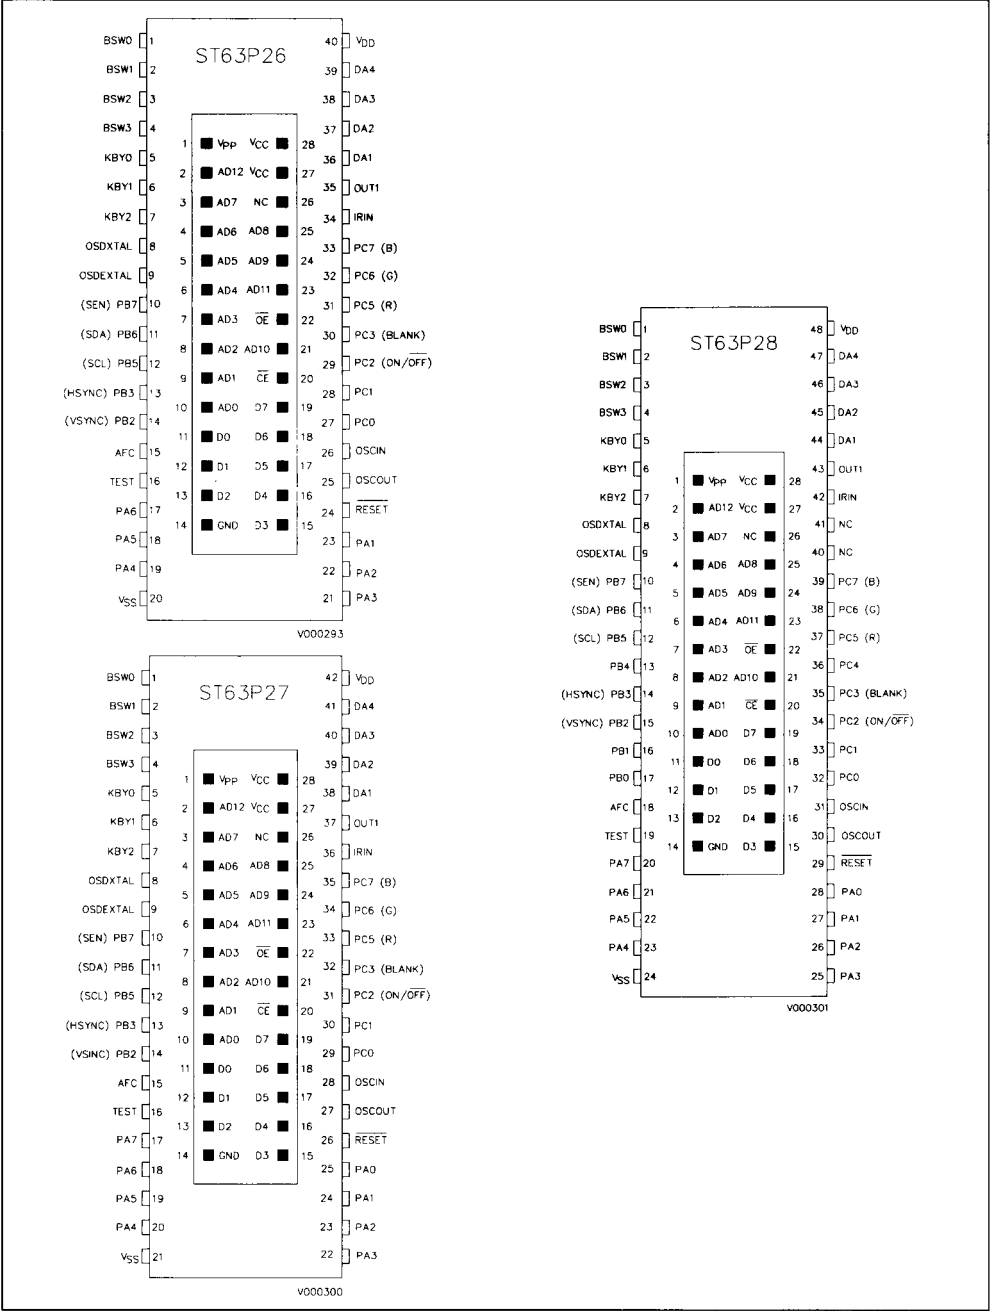 BSW0 1 40 VDD
ST63P26
BSW1 2 39 DA4
BSW2 3 38 DA3
BSW3 4 37 DA2
1 VPP VCC 28
KBY0 5 36 DA1
2 AD12 VCC 27
KBY1 6 35 OUT1
3 AD7 NC 26
KBY2 7 34 IRIN
4 AD6 AD8 25
OSDXTAL 8 33 PC7 (B)
5 AD5 AD9 24
OSDEXTAL 9 32 PC6 (G)
6 AD4 AD11 23
(SEN) PB7 10 31 PC5 (R)
7 AD3 O̅E̅ 22
(SDA) PB6 11 30 PC3 (BLANK)
8 AD2 AD10 21
(SCL) PB5 12 29 PC2 (ON/O̅F̅F̅)
9 AD1 C̅E̅ 20
(HSYNC) PB3 13 28 PC1
10 AD0 D7 19
(VSYNC) PB2 14 27 PC0
11 D0 D6 18
AFC 15 26 OSCIN
12 D1 D5 17
TEST 16 25 OSCOUT
13 D2 D4 16
PA6 17 24 R̅E̅S̅E̅T̅
14 GND D3 15
PA5 18 23 PA1
PA4 19 22 PA2
VSS 20 21 PA3
V000293
BSW0 1 42 VDD
ST63P27
BSW1 2 41 DA4
BSW2 3 40 DA3
BSW3 4 39 DA2
1 VPP VCC 28
KBY0 5 38 DA1
2 AD12 VCC 27
KBY1 6 37 OUT1
3 AD7 NC 26
KBY2 7 36 IRIN
4 AD6 AD8 25
OSDXTAL 8 35 PC7 (B)
5 AD5 AD9 24
OSDEXTAL 9 34 PC6 (G)
6 AD4 AD11 23
(SEN) PB7 10 33 PC5 (R)
7 AD3 O̅E̅ 22
(SDA) PB6 11 32 PC3 (BLANK)
8 AD2 AD10 21
(SCL) PB5 12 31 PC2 (ON/O̅F̅F̅)
9 AD1 C̅E̅ 20
(HSYNC) PB3 13 30 PC1
10 AD0 D7 19
(VSINC) PB2 14 29 PC0
11 D0 D6 18
AFC 15 28 OSCIN
12 D1 D5 17
TEST 16 27 OSCOUT
13 D2 D4 16
PA7 17 26 R̅E̅S̅E̅T̅
14 GND D3 15
PA6 18 25 PA0
PA5 19 24 PA1
PA4 20 23 PA2
VSS 21 22 PA3
V000300
BSW0 1 48 VDD
ST63P28
BSW1 2 47 DA4
BSW2 3 46 DA3
BSW3 4 45 DA2
KBY0 5 44 DA1
KBY1 6 43 OUT1
1 VPP VCC 28
KBY2 7 42 IRIN
2 AD12 VCC 27
OSDXTAL 8 41 NC
3 AD7 NC 26
OSDEXTAL 9 40 NC
4 AD6 AD8 25
(SEN) PB7 10 39 PC7 (B)
5 AD5 AD9 24
(SDA) PB6 11 38 PC6 (G)
6 AD4 AD11 23
(SCL) PB5 12 37 PC5 (R)
7 AD3 O̅E̅ 22
PB4 13 36 PC4
8 AD2 AD10 21
(HSYNC) PB3 14 35 PC3 (BLANK)
9 AD1 C̅E̅ 20
(VSYNC) PB2 15 34 PC2 (ON/O̅F̅F̅)
10 AD0 D7 19
PB1 16 33 PC1
11 D0 D6 18
PB0 17 32 PC0
12 D1 D5 17
AFC 18 31 OSCIN
13 D2 D4 16
TEST 19 30 OSCOUT
14 GND D3 15
PA7 20 29 R̅E̅S̅E̅T̅
PA6 21 28 PA0
PA5 22 27 PA1
PA4 23 26 PA2
VSS 24 25 PA3
V000301